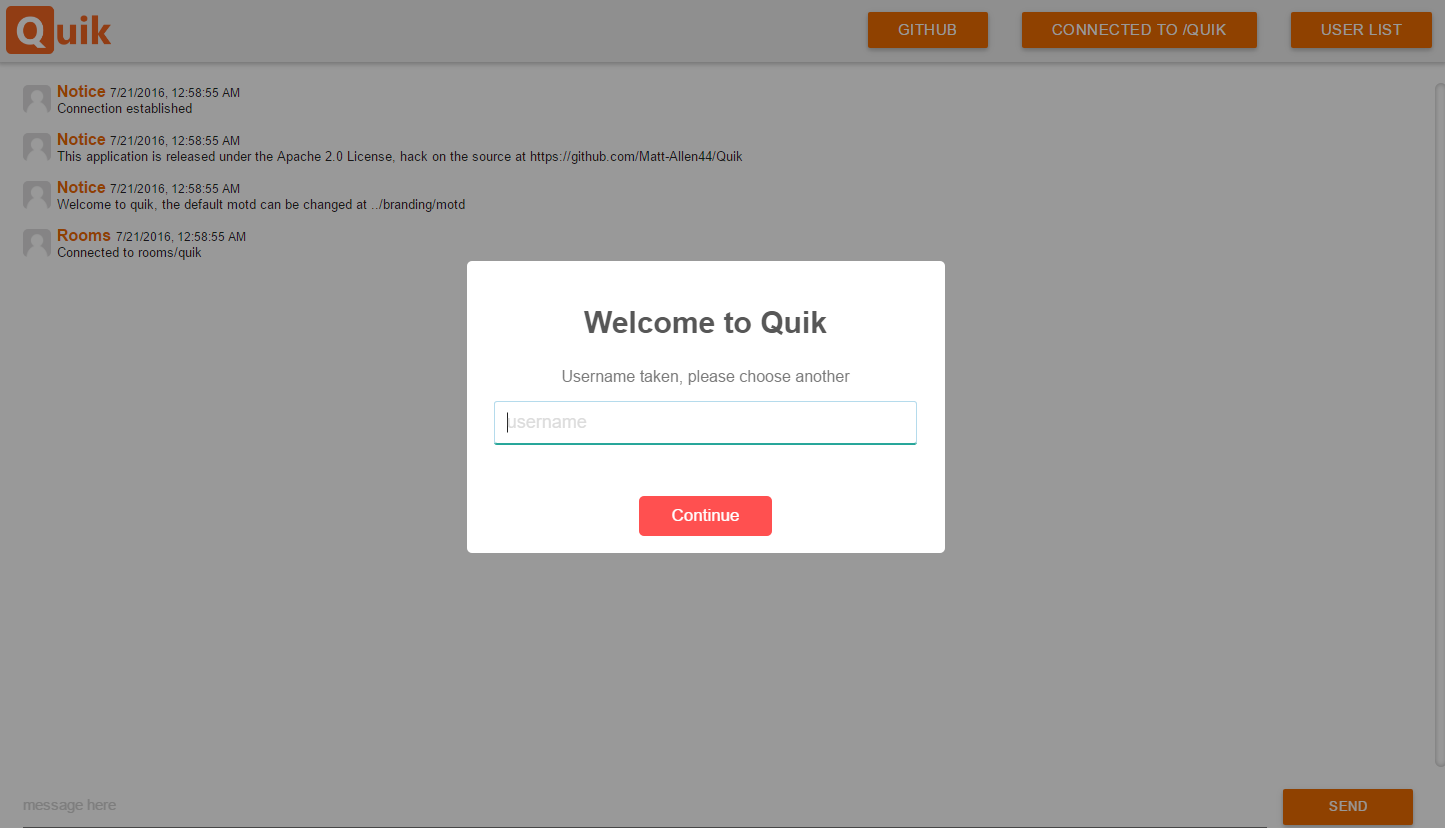 Quik
GITHUB
CONNECTED TO /QUIK
USER LIST
Notice 7/21/2016, 12:58:55 AM
Connection established
Notice 7/21/2016, 12:58:55 AM
This application is released under the Apache 2.0 License, hack on the source at https://github.com/Matt-Allen44/Quik
Notice 7/21/2016, 12:58:55 AM
Welcome to quik, the default motd can be changed at ../branding/motd
Rooms 7/21/2016, 12:58:55 AM
Connected to rooms/quik
Welcome to Quik
Username taken, please choose another
username
Continue
message here
SEND